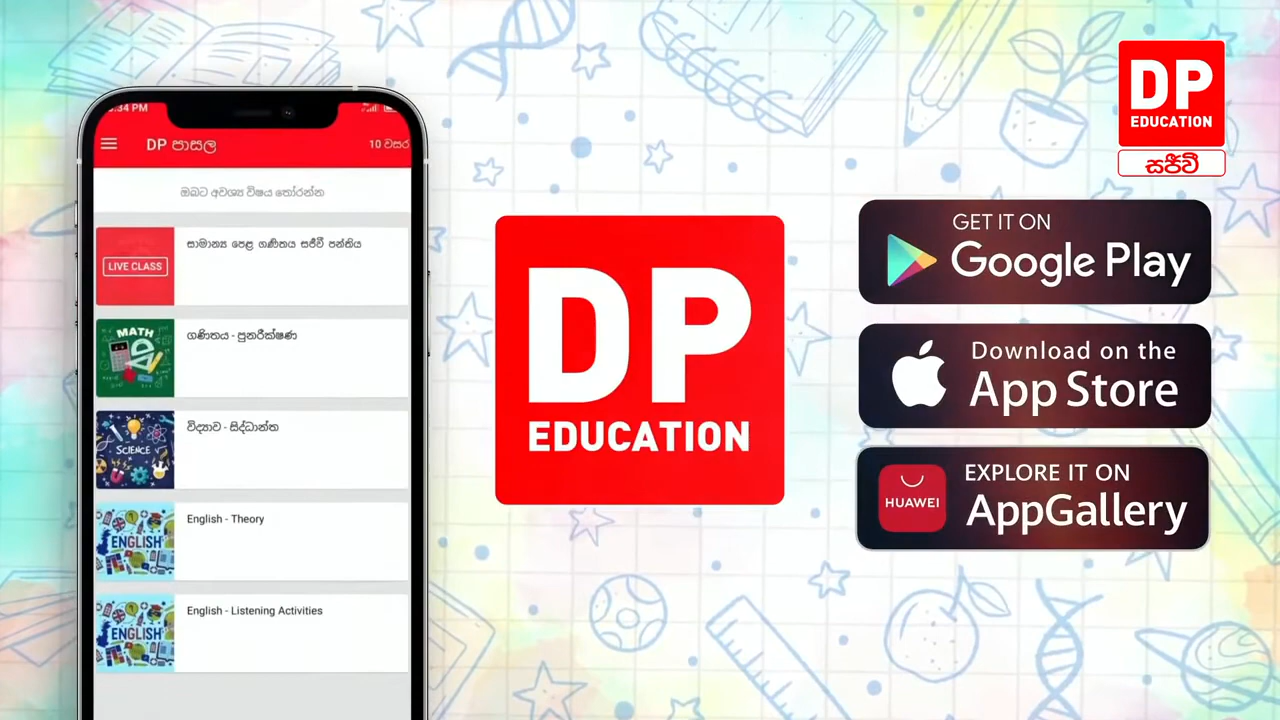 :34 PM
DP පාසල
10 වසර
ඔබට අවශ්‍ය විෂය තෝරන්න
LIVE CLASS
සාමාන්‍ය පෙළ ගණිතය සජීවී පන්තිය
MATH
ගණිතය - පුනරීක්ෂණ
SCIENCE
විද්‍යාව - සිද්ධාන්ත
ENGLISH
English - Theory
ENGLISH
English - Listening Activities
DP
EDUCATION
DP
EDUCATION
සජීවී
GET IT ON
Google Play
Download on the
App Store
HUAWEI
EXPLORE IT ON
AppGallery